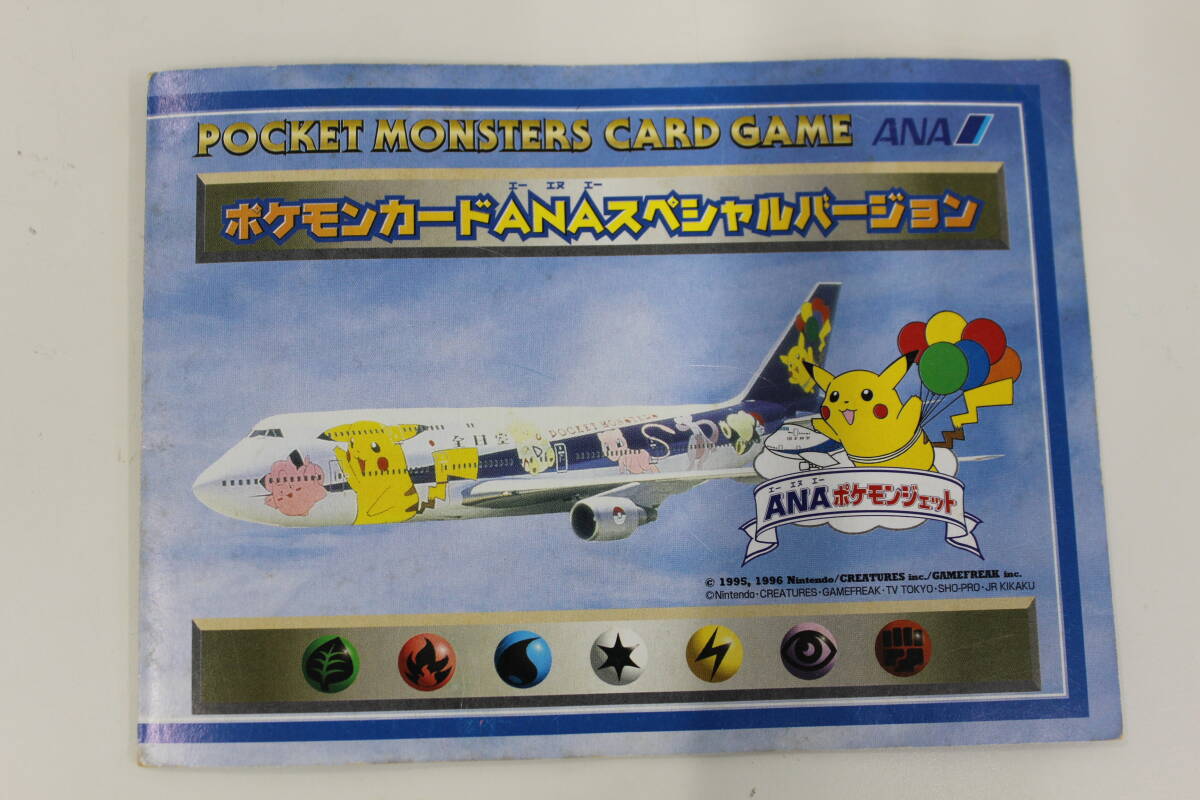 POCKET MONSTERS CARD GAME ANA
エー エヌ エー
ポケモンカードANAスペシャルバージョン
全日空
POCKET MONSTERS
エー エヌ エー
ANAポケモンジェット
© 1995, 1996 Nintendo/CREATURES inc./GAMEFREAK inc.
©Nintendo・CREATURES・GAMEFREAK・TV TOKYO・SHO-PRO・JR KIKAKU